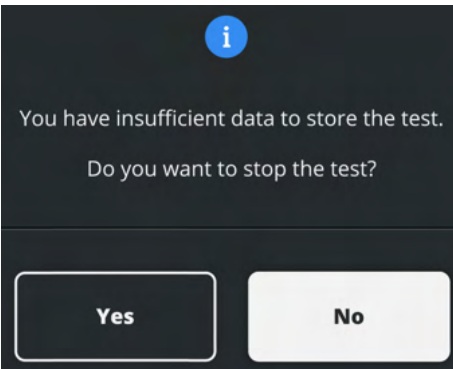 i
You have insufficient data to store the test.
Do you want to stop the test?
Yes
No